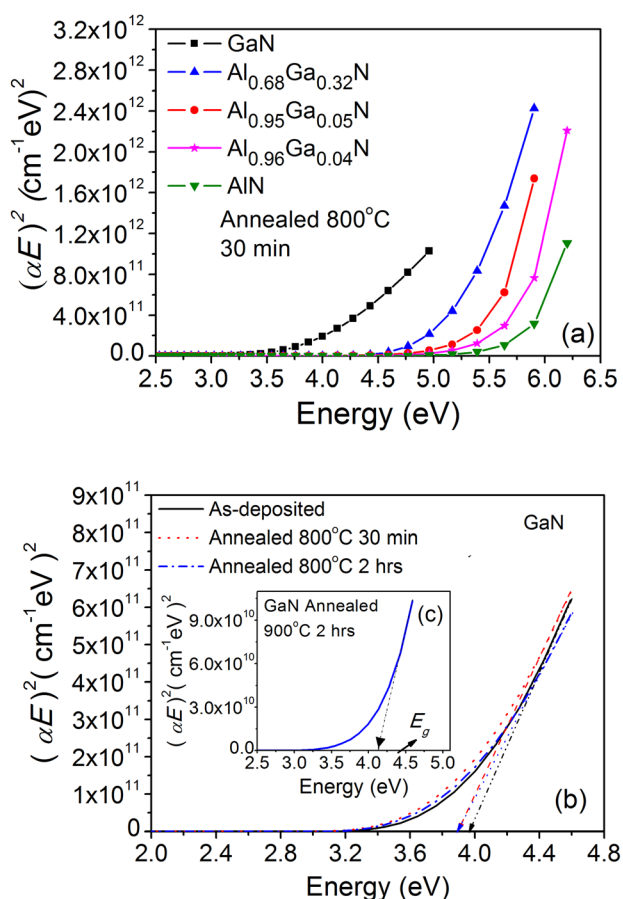 3.2x10^12
2.8x10^12
2.4x10^12
2.0x10^12
1.6x10^12
1.2x10^12
8.0x10^11
4.0x10^11
0.0
(αE)^2 (cm^-1eV)^2
GaN
Al_0.68Ga_0.32N
Al_0.95Ga_0.05N
Al_0.96Ga_0.04N
AlN
Annealed 800°C
30 min
(a)
2.5 3.0 3.5 4.0 4.5 5.0 5.5 6.0 6.5
Energy (eV)
9x10^11
8x10^11
7x10^11
6x10^11
5x10^11
4x10^11
3x10^11
2x10^11
1x10^11
0
(αE)^2(cm^-1eV)^2
As-deposited
Annealed 800°C 30 min
Annealed 800°C 2 hrs
GaN
9.0x10^10
6.0x10^10
3.0x10^10
0.0
(αE)^2(cm^-1eV)^2
GaN Annealed
900°C 2 hrs
(c)
E_g
2.5 3.0 3.5 4.0 4.5 5.0
Energy (eV)
(b)
2.0 2.4 2.8 3.2 3.6 4.0 4.4 4.8
Energy (eV)